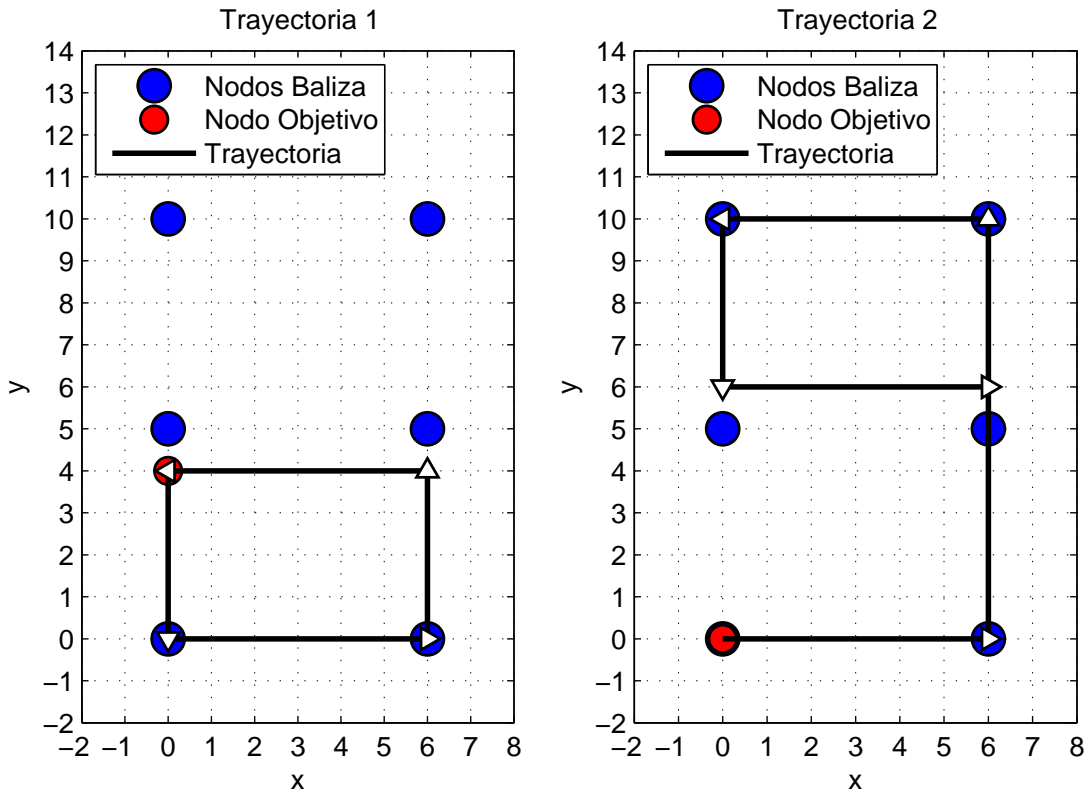 Trayectoria 1
14
13
12
11
10
9
8
7
6
5
4
3
2
1
0
−1
−2
y
Nodos Baliza
Nodo Objetivo
Trayectoria
−2 −1 0 1 2 3 4 5 6 7 8
x
Trayectoria 2
14
13
12
11
10
9
8
7
6
5
4
3
2
1
0
−1
−2
y
Nodos Baliza
Nodo Objetivo
Trayectoria
−2 −1 0 1 2 3 4 5 6 7 8
x